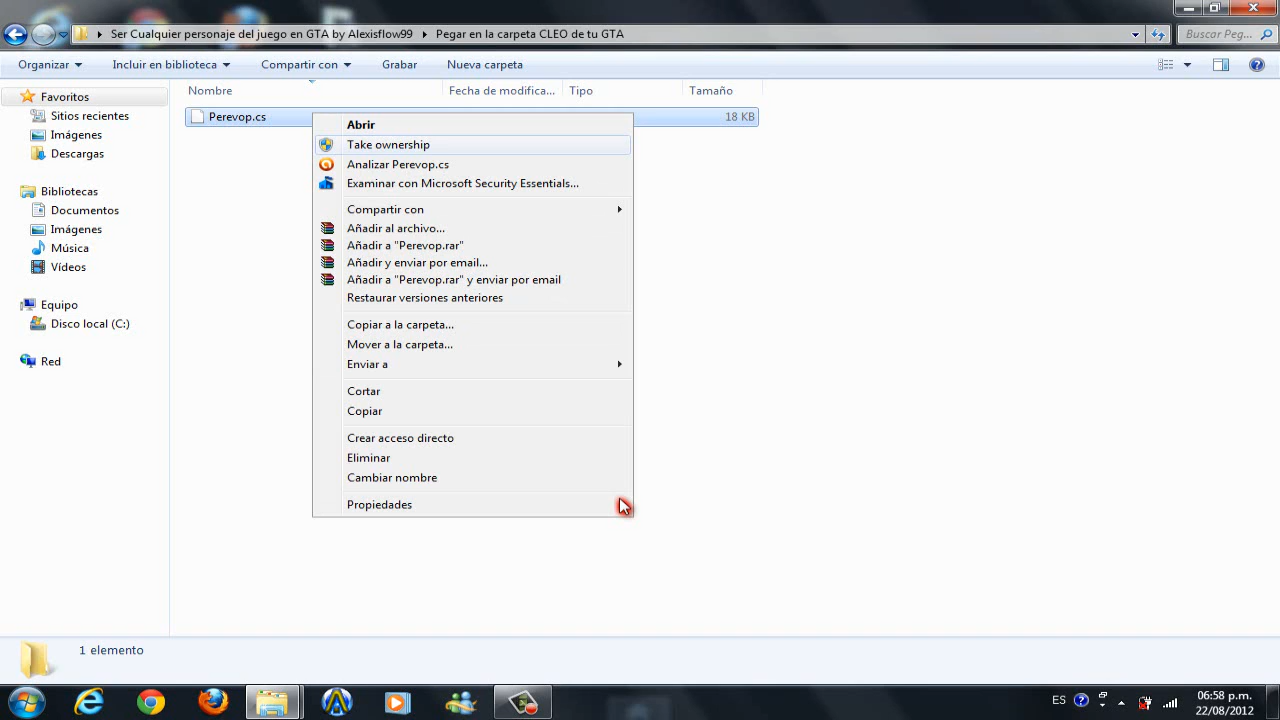 Ser Cualquier personaje del juego en GTA by Alexisflow99
Pegar en la carpeta CLEO de tu GTA
Buscar Peg...
Organizar
Incluir en biblioteca
Compartir con
Grabar
Nueva carpeta
Favoritos
Sitios recientes
Imágenes
Descargas
Bibliotecas
Documentos
Imágenes
Música
Vídeos
Equipo
Disco local (C:)
Red
Nombre
Fecha de modifica...
Tipo
Tamaño
Perevop.cs
18 KB
Abrir
Take ownership
Analizar Perevop.cs
Examinar con Microsoft Security Essentials...
Compartir con
Añadir al archivo...
Añadir a "Perevop.rar"
Añadir y enviar por email...
Añadir a "Perevop.rar" y enviar por email
Restaurar versiones anteriores
Copiar a la carpeta...
Mover a la carpeta...
Enviar a
Cortar
Copiar
Crear acceso directo
Eliminar
Cambiar nombre
Propiedades
1 elemento
ES
06:58 p.m.
22/08/2012